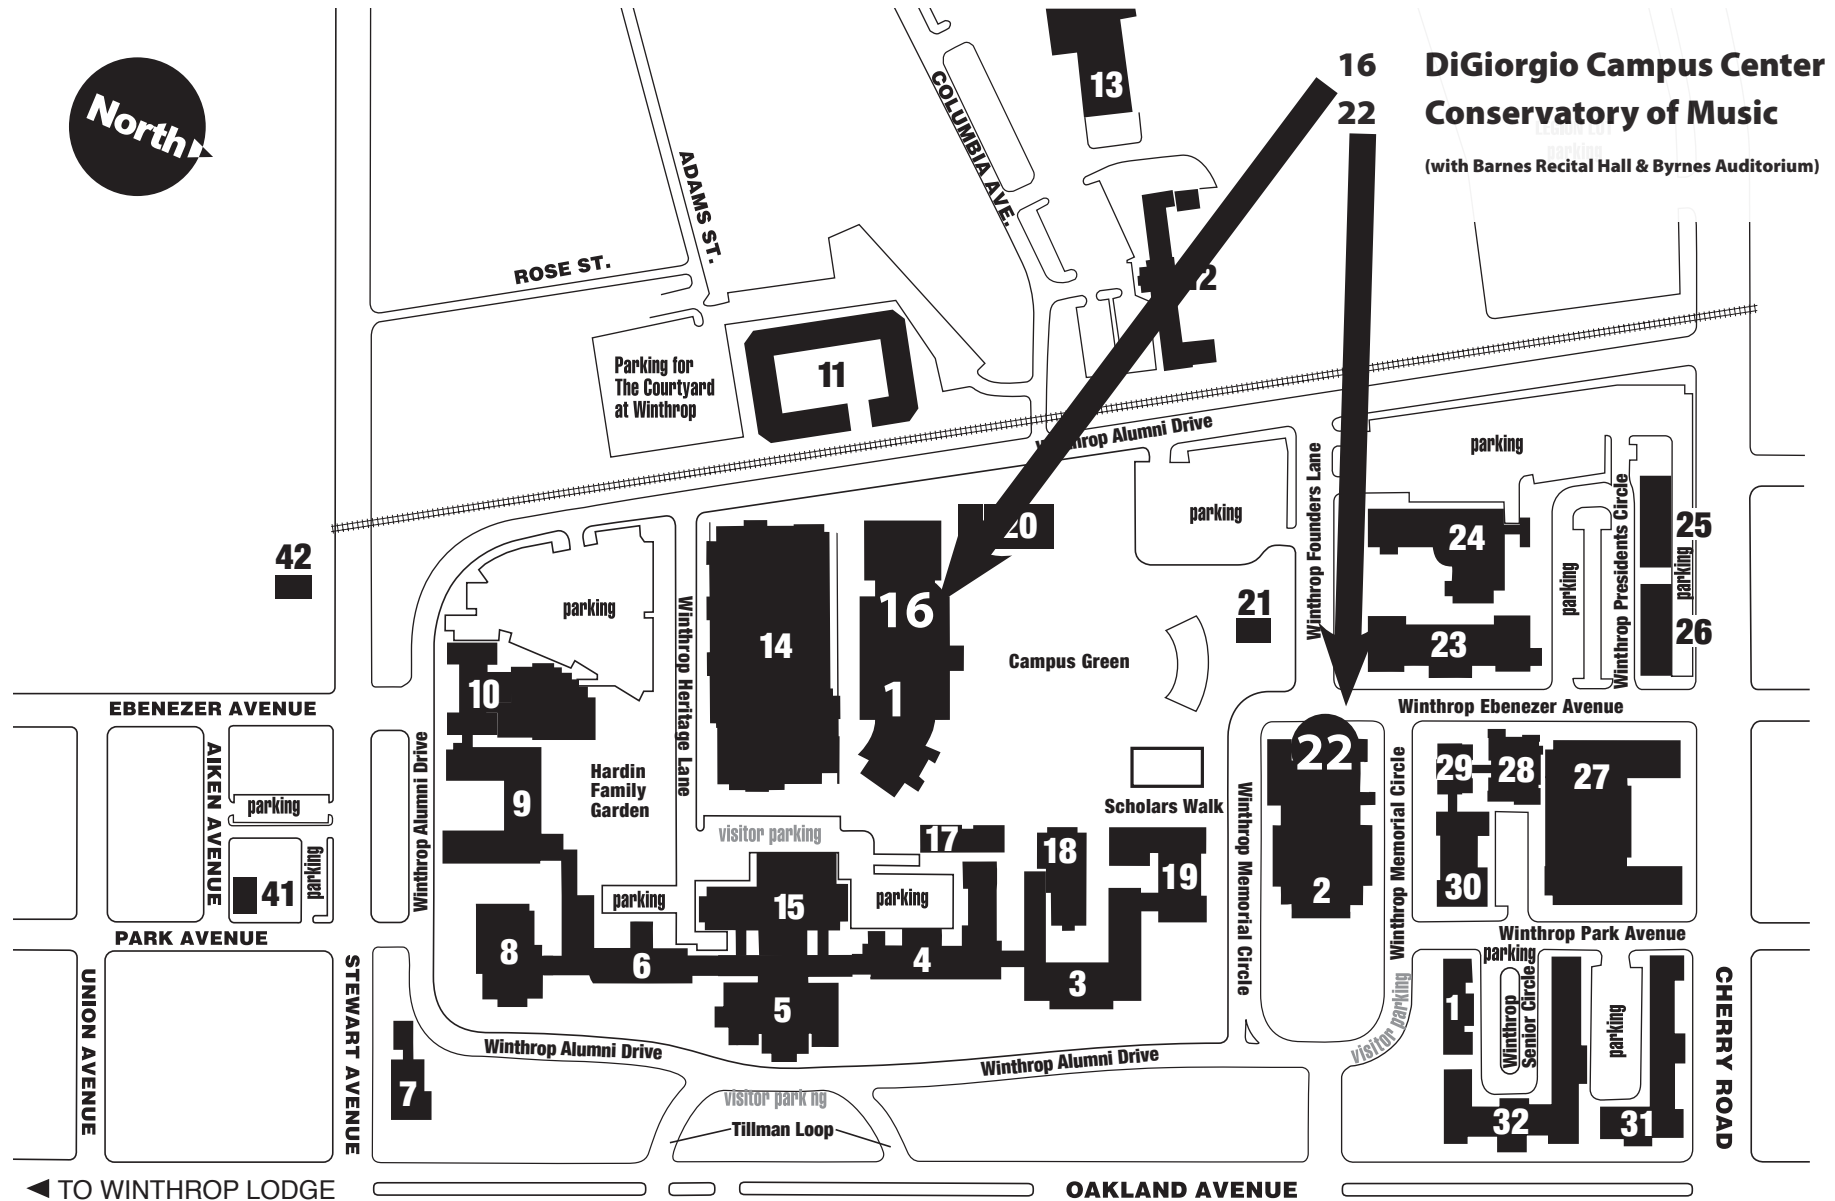 North
16 DiGiorgio Campus Center
22 Conservatory of Music
(with Barnes Recital Hall & Byrnes Auditorium)
parking
13
COLUMBIA AVE.
ADAMS ST.
ROSE ST.
Parking for
The Courtyard
at Winthrop
11
Winthrop Alumni Drive
parking
parking
Winthrop Founders Lane
Winthrop Presidents Circle
20
24
25
parking
parking
26
23
21
42
parking
Winthrop Heritage Lane
14
16
1
Campus Green
10
EBENEZER AVENUE
Winthrop Ebenezer Avenue
AIKEN AVENUE
parking
Winthrop Alumni Drive
9
Hardin
Family
Garden
visitor parking
17
18
Scholars Walk
19
Winthrop Memorial Circle
22
2
Winthrop Memorial Circle
29
28
27
30
41
parking
parking
15
parking
PARK AVENUE
Winthrop Park Avenue
8
6
4
3
5
parking
1
Winthrop
Senior Circle
parking
visitor parking
UNION AVENUE
STEWART AVENUE
CHERRY ROAD
Winthrop Alumni Drive
Winthrop Alumni Drive
7
visitor park ng
Tillman Loop
32
31
TO WINTHROP LODGE
OAKLAND AVENUE